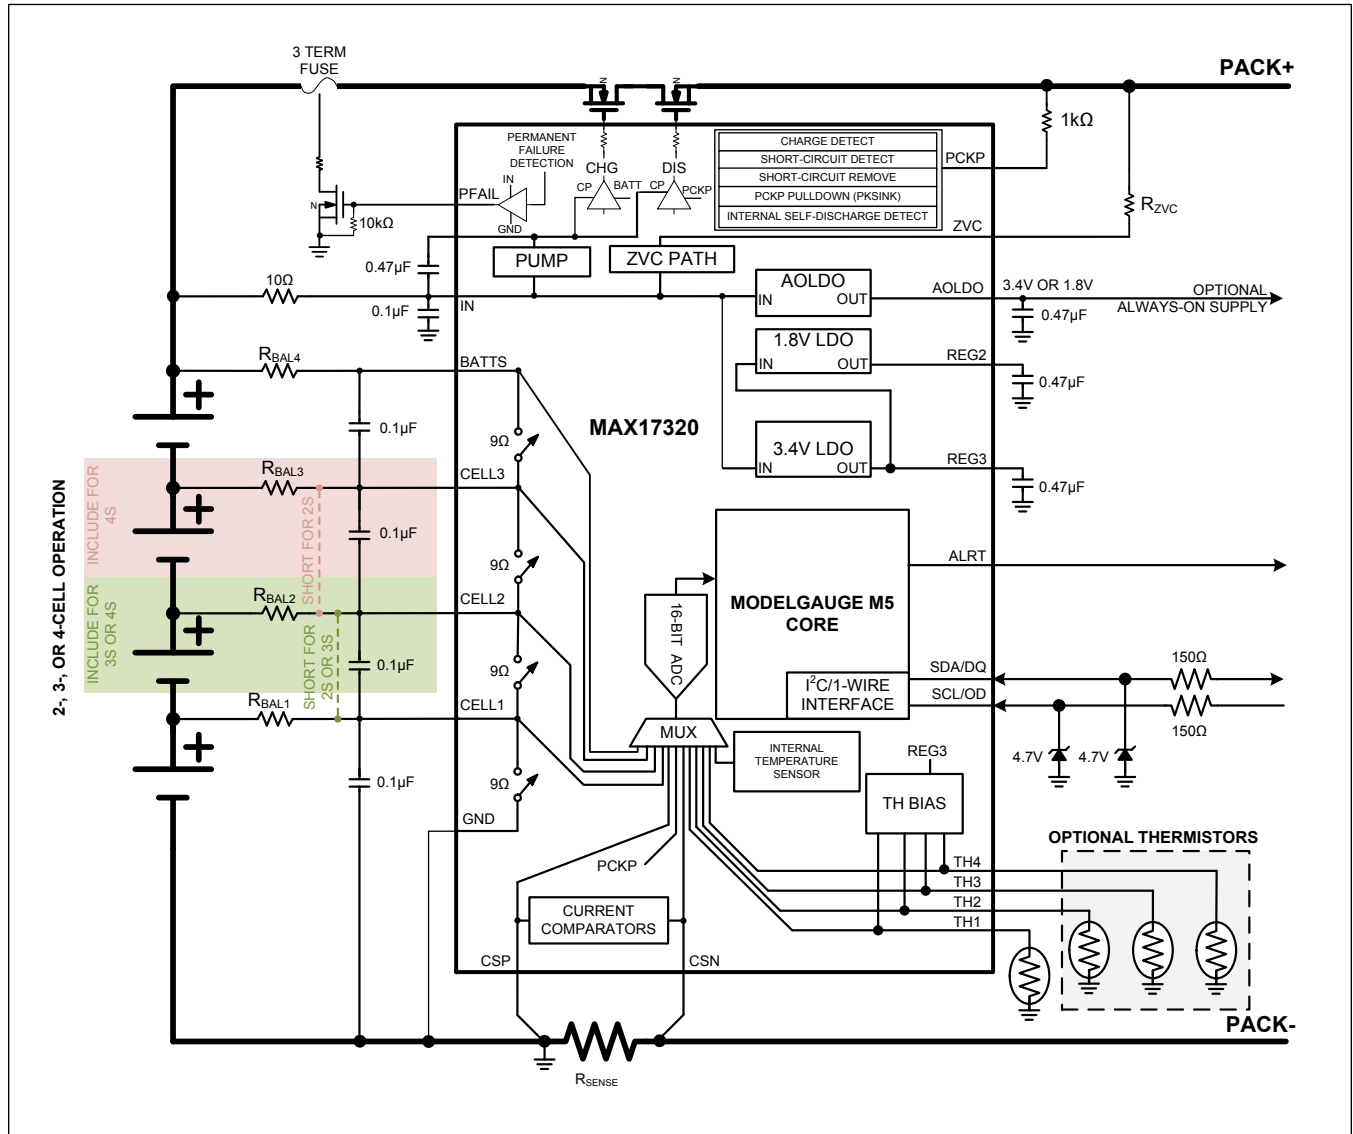 3 TERM
FUSE
PACK+
1kΩ
PERMANENT
FAILURE
DETECTION
IN
GND
PFAIL
N
10kΩ
N
N
CHG
CP
BATT
DIS
CP
PCKP
CHARGE DETECT
SHORT-CIRCUIT DETECT
SHORT-CIRCUIT REMOVE
PCKP PULLDOWN (PKSINK)
INTERNAL SELF-DISCHARGE DETECT
PCKP
RZVC
ZVC
0.47µF
PUMP
ZVC PATH
10Ω
0.1µF
IN
AOLDO
IN
OUT
AOLDO
3.4V OR 1.8V
OPTIONAL
ALWAYS-ON SUPPLY
0.47µF
1.8V LDO
IN
OUT
REG2
0.47µF
3.4V LDO
IN
OUT
REG3
0.47µF
MAX17320
RBAL4
BATTS
+
0.1µF
9Ω
2-, 3-, OR 4-CELL OPERATION
INCLUDE FOR
4S
RBAL3
CELL3
+
SHORT FOR 2S
0.1µF
9Ω
INCLUDE FOR
3S OR 4S
RBAL2
CELL2
+
SHORT FOR
2S OR 3S
0.1µF
9Ω
RBAL1
CELL1
+
0.1µF
9Ω
GND
16-BIT ADC
MUX
MODELGAUGE M5
CORE
I²C/1-WIRE
INTERFACE
ALRT
SDA/DQ
SCL/OD
150Ω
150Ω
4.7V
4.7V
INTERNAL
TEMPERATURE
SENSOR
REG3
TH BIAS
OPTIONAL THERMISTORS
TH4
TH3
TH2
TH1
PCKP
CURRENT
COMPARATORS
CSP
CSN
RSENSE
PACK-